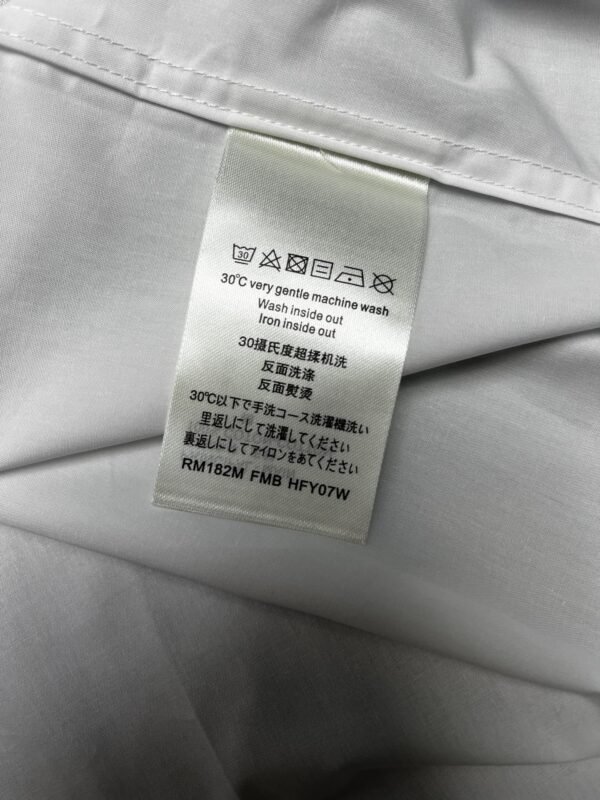 30
30℃ very gentle machine wash
Wash inside out
Iron inside out
30摄氏度超揉机洗
反面洗涤
反面熨烫
30℃以下で手洗コース洗濯機洗い
里返しにして洗濯してください
裏返しにしてアイロンをあてください
RM182M FMB HFY07W